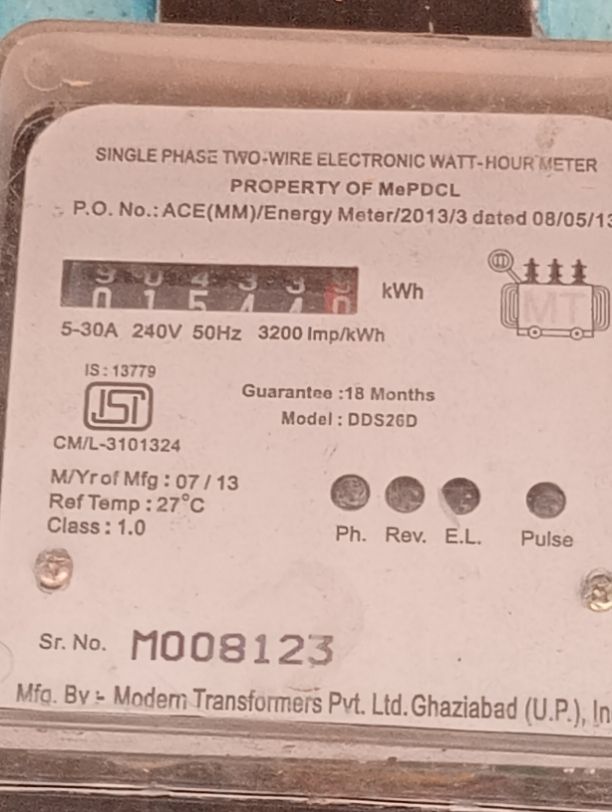 SINGLE PHASE TWO-WIRE ELECTRONIC WATT-HOUR METER
PROPERTY OF MePDCL
P.O. No.: ACE(MM)/Energy Meter/2013/3 dated 08/05/13
kWh
MT
5-30A 240V 50Hz 3200 Imp/kWh
IS : 13779
ISI
Guarantee :18 Months
Model : DDS26D
CM/L-3101324
M/Yr of Mfg : 07 / 13
Ref Temp : 27°C
Class : 1.0
Ph. Rev. E.L. Pulse
Sr. No. M008123
Mfg. By :- Modern Transformers Pvt. Ltd. Ghaziabad (U.P.), In